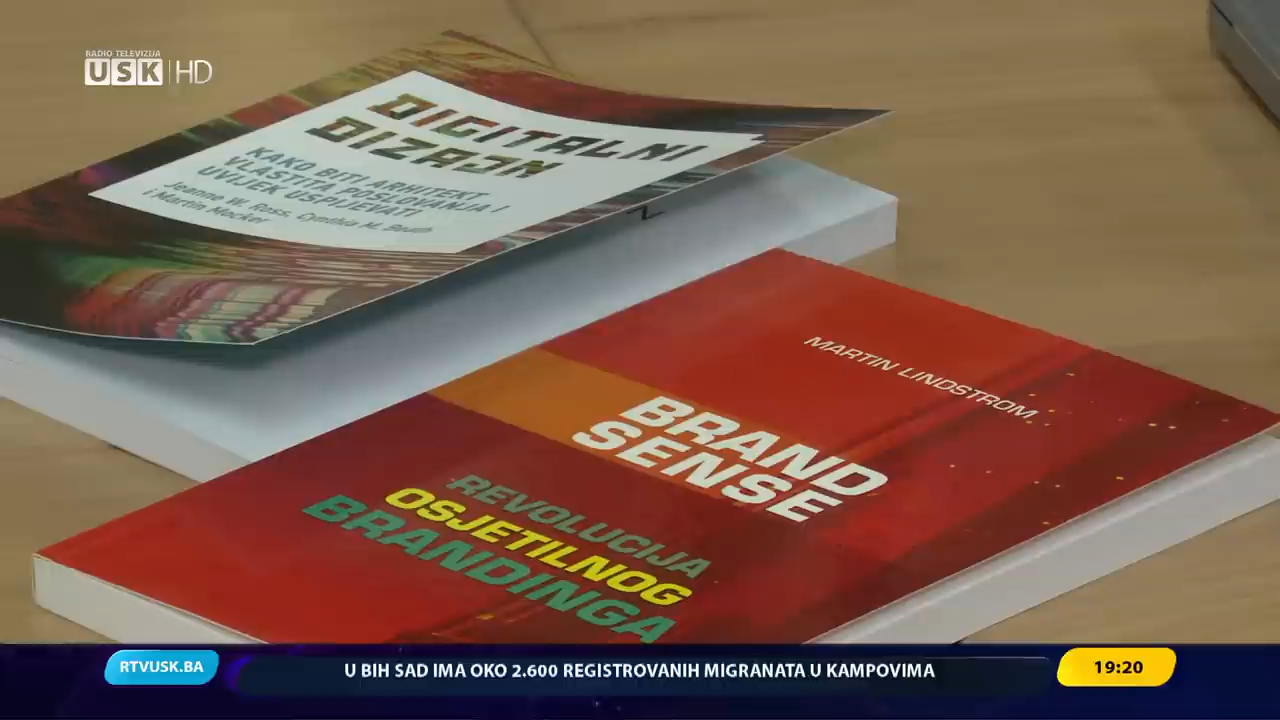 RADIO TELEVIZIJA
USK HD
DIGITALNI
DIZAJN
KAKO BITI ARHITEKT
VLASTITA POSLOVANJA I
UVIJEK USPIJEVATI
Jeanne W. Ross, Cynthia M. Beath
i Martin Mocker
MARTIN LINDSTROM
BRAND
SENSE
REVOLUCIJA
OSJETILNOG
BRANDINGA
RTVUSK.BA
U BIH SAD IMA OKO 2.600 REGISTROVANIH MIGRANATA U KAMPOVIMA
19:20